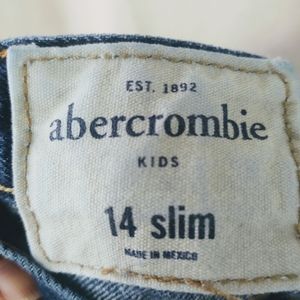 EST. 1892
abercrombie
KIDS
14 slim
MADE IN MEXICO